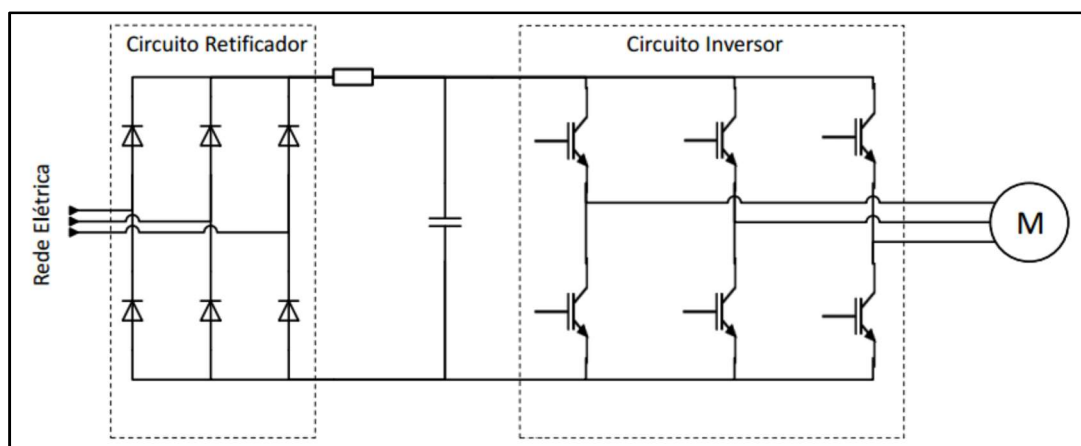 Circuito Retificador
Circuito Inversor
Rede Elétrica
M